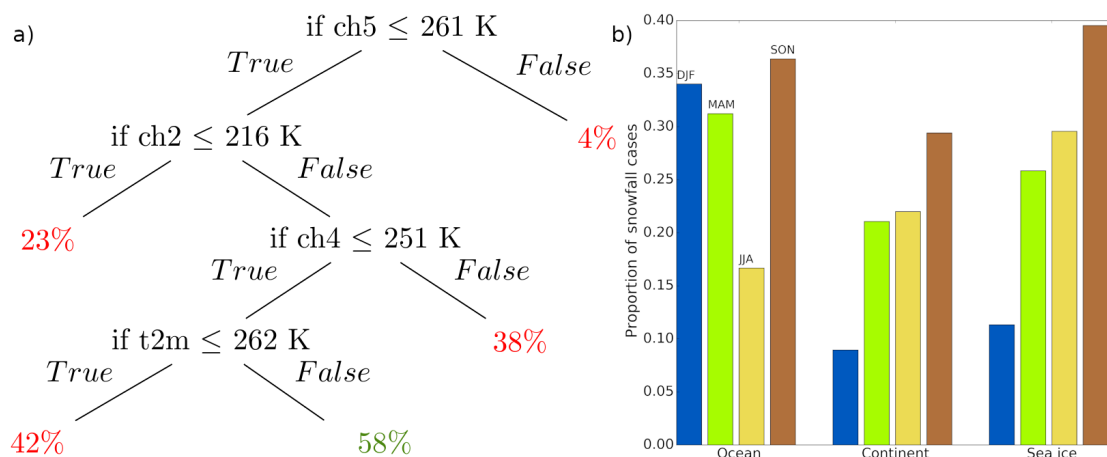 a)
if ch5 ≤ 261 K
True
False
if ch2 ≤ 216 K
4%
True
False
23%
if ch4 ≤ 251 K
True
False
if t2m ≤ 262 K
38%
True
False
42%
58%
b)
Proportion of snowfall cases
0.40
0.35
0.30
0.25
0.20
0.15
0.10
0.05
0.00
DJF
MAM
JJA
SON
Ocean
Continent
Sea ice